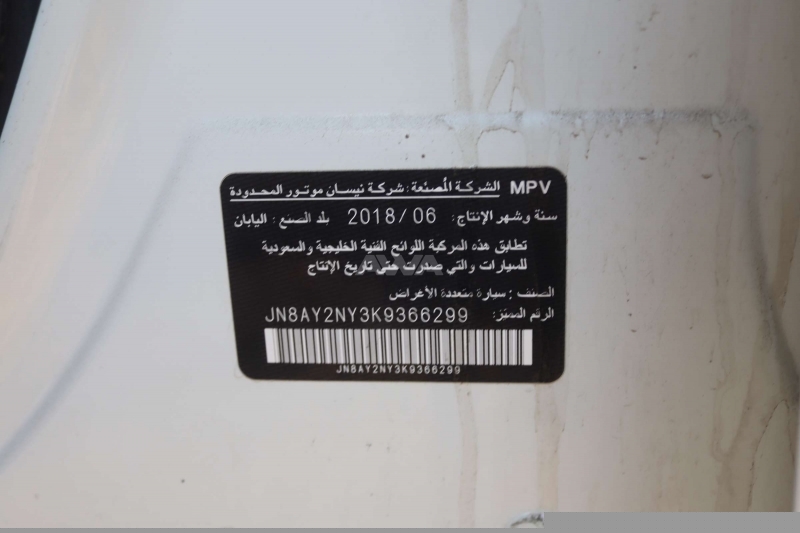 MPV الشركة المصنعة : شركة نيسان موتور المحدودة
سنة وشهر الإنتاج: 2018/06 بلد الصنع : اليابان
تطابق هذه المركبة اللوائح الفنية الخليجية والسعودية
للسيارات والتي صدرت حتى تاريخ الإنتاج
الصنف : سيارة متعددة الأغراض
الرقم المميز: JN8AY2NY3K9366299
JN8AY2NY3K9366299